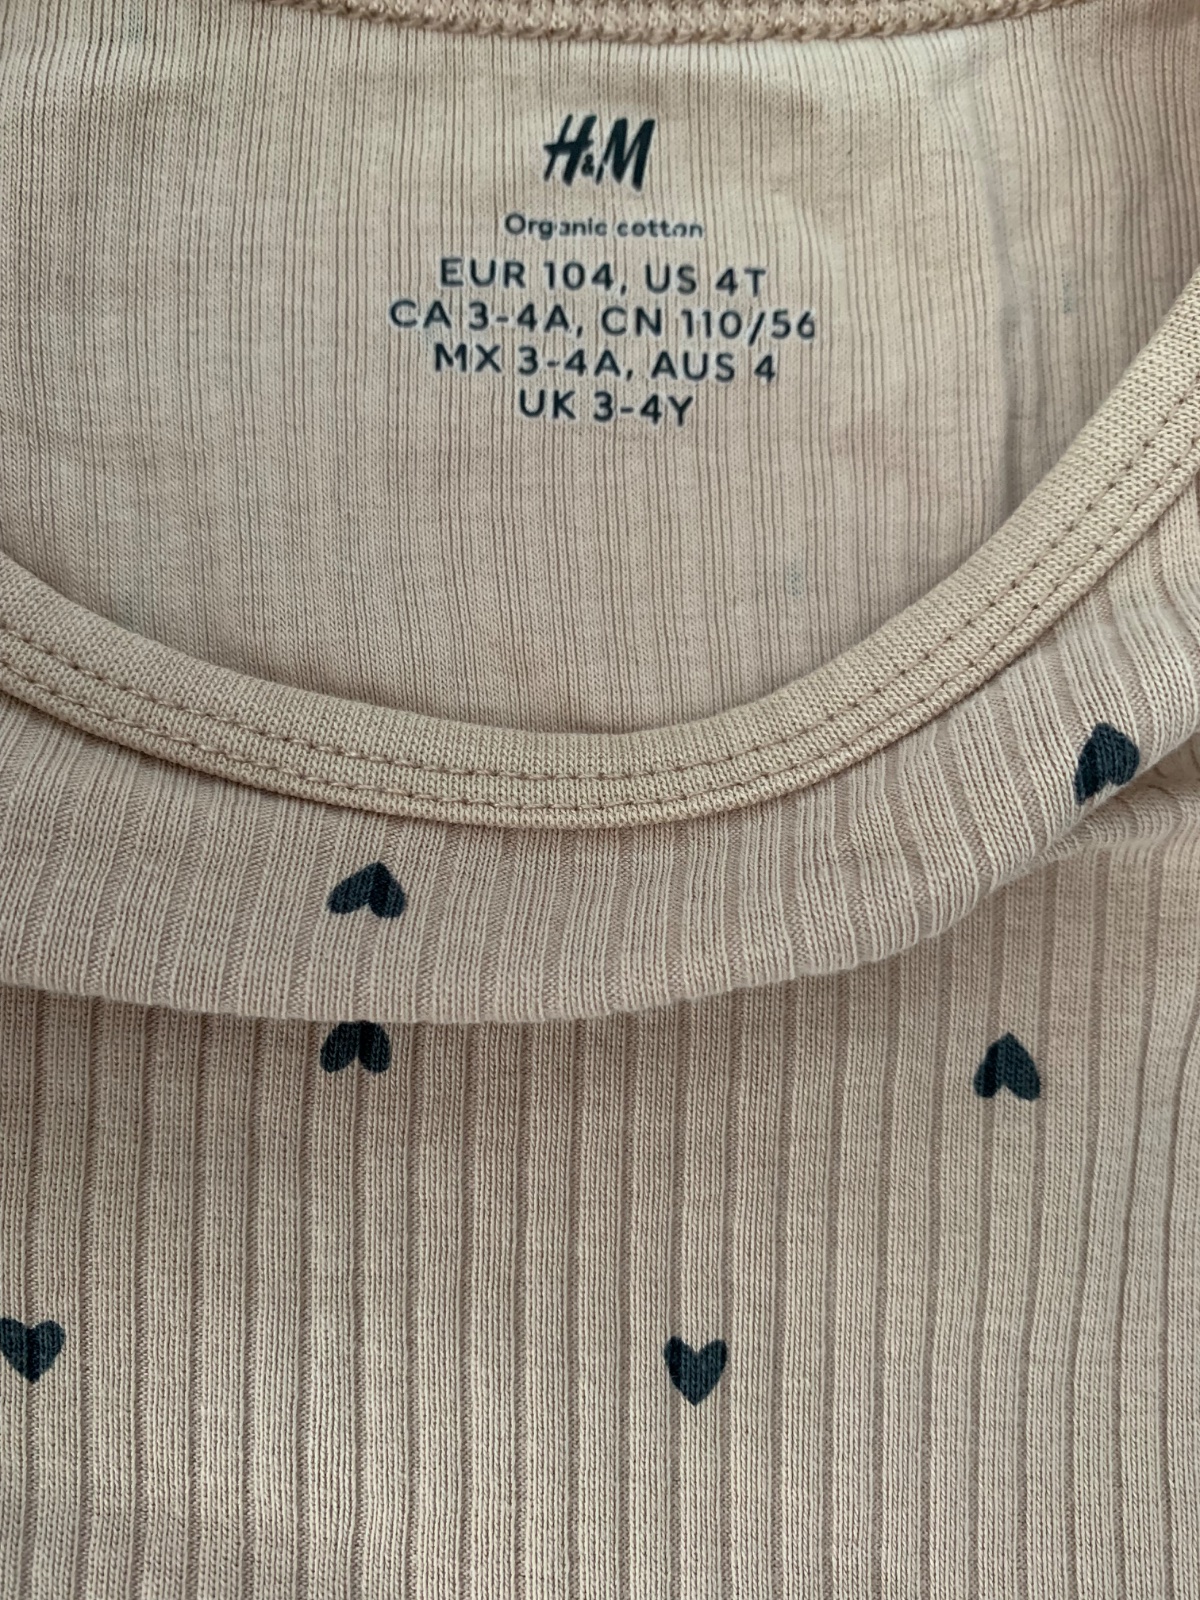 H&M
Organic cotton
EUR 104, US 4T
CA 3-4A, CN 110/56
MX 3-4A, AUS 4
UK 3-4Y